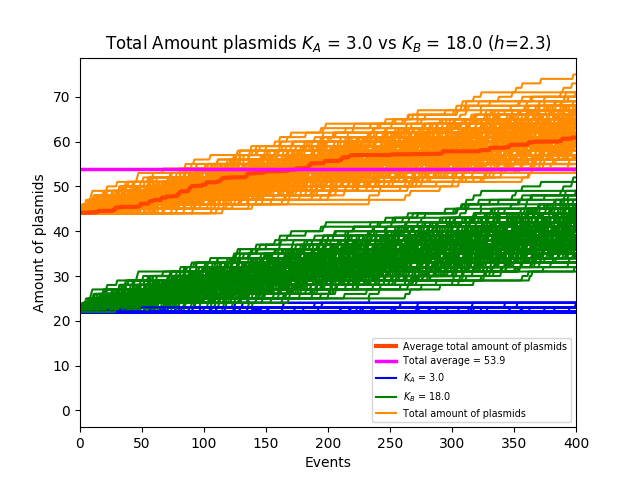 Total Amount plasmids K_A = 3.0 vs K_B = 18.0 (h=2.3)
Amount of plasmids
70
60
50
40
30
20
10
0
Average total amount of plasmids
Total average = 53.9
K_A = 3.0
K_B = 18.0
Total amount of plasmids
0 50 100 150 200 250 300 350 400
Events